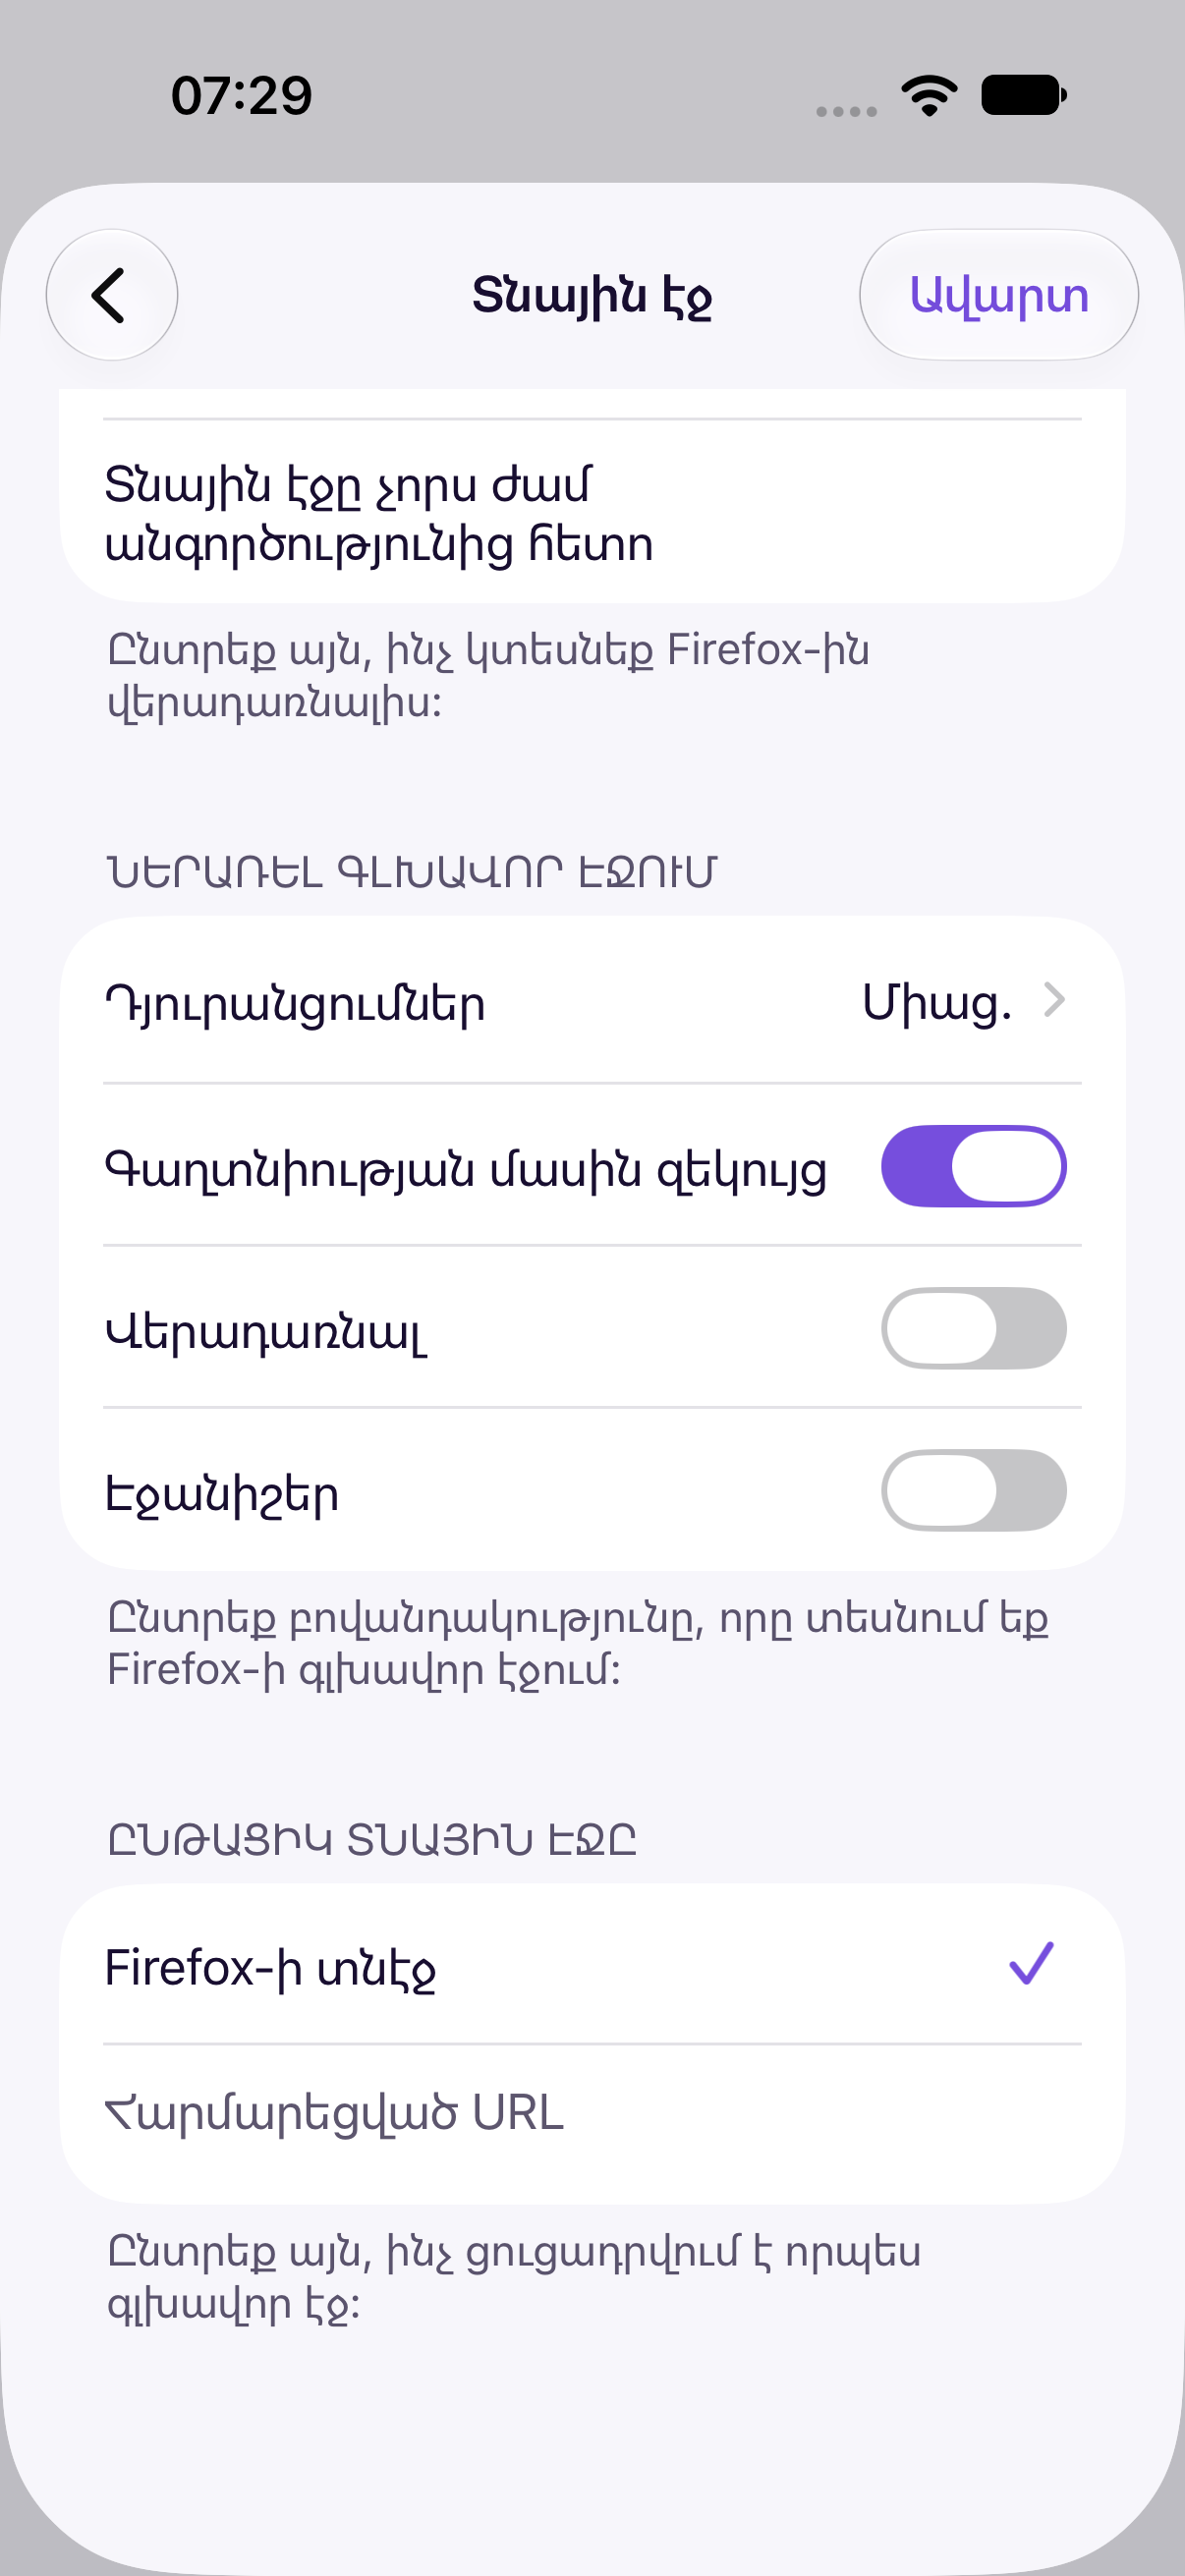 07:29
Տնային էջ
Ավարտ
Տնային էջը չորս ժամ
անգործությունից հետո
Ընտրեք այն, ինչ կտեսնեք Firefox-ին
վերադառնալիս:
ՆԵՐԱՌԵԼ ԳԼԽԱՎՈՐ ԷՋՈՒՄ
Դյուրանցումներ
Միաց.
Գաղտնիության մասին զեկույց
Վերադառնալ
Էջանիշեր
Ընտրեք բովանդակությունը, որը տեսնում եք
Firefox-ի գլխավոր էջում:
ԸՆԹԱՑԻԿ ՏՆԱՅԻՆ ԷՋԸ
Firefox-ի տնէջ
Հարմարեցված URL
Ընտրեք այն, ինչ ցուցադրվում է որպես
գլխավոր էջ: